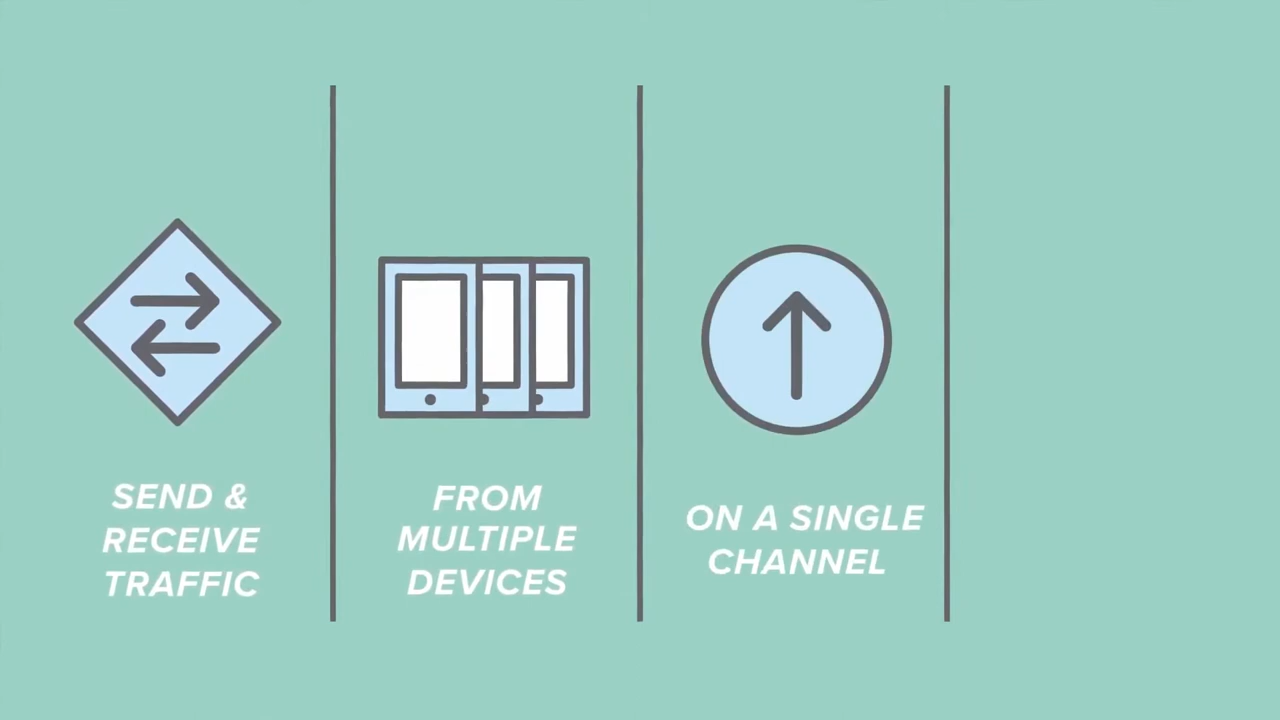 SEND &
RECEIVE
TRAFFIC
FROM
MULTIPLE
DEVICES
ON A SINGLE
CHANNEL